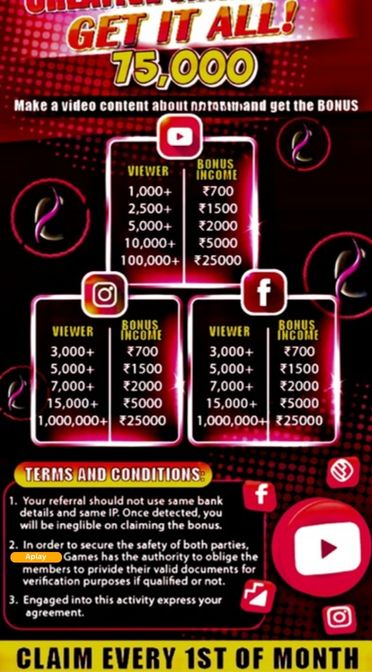 GET IT ALL!
75,000
Make a video content about and get the BONUS
VIEWER BONUS INCOME
1,000+ ₹700
2,500+ ₹1500
5,000+ ₹2000
10,000+ ₹5000
100,000+ ₹25000
VIEWER BONUS INCOME
3,000+ ₹700
5,000+ ₹1500
7,000+ ₹2000
15,000+ ₹5000
1,000,000+ ₹25000
VIEWER BONUS INCOME
3,000+ ₹700
5,000+ ₹1500
7,000+ ₹2000
15,000+ ₹5000
1,000,000+ ₹25000
TERMS AND CONDITIONS:
1. Your referral should not use same bank
details and same IP. Once detected, you
will be ineglible on claiming the bonus.
2. In order to secure the safety of both parties,
Aplay Games has the authority to oblige the
members to privide their valid documents for
verification purposes if qualified or not.
3. Engaged into this activity express your
agreement.
CLAIM EVERY 1ST OF MONTH